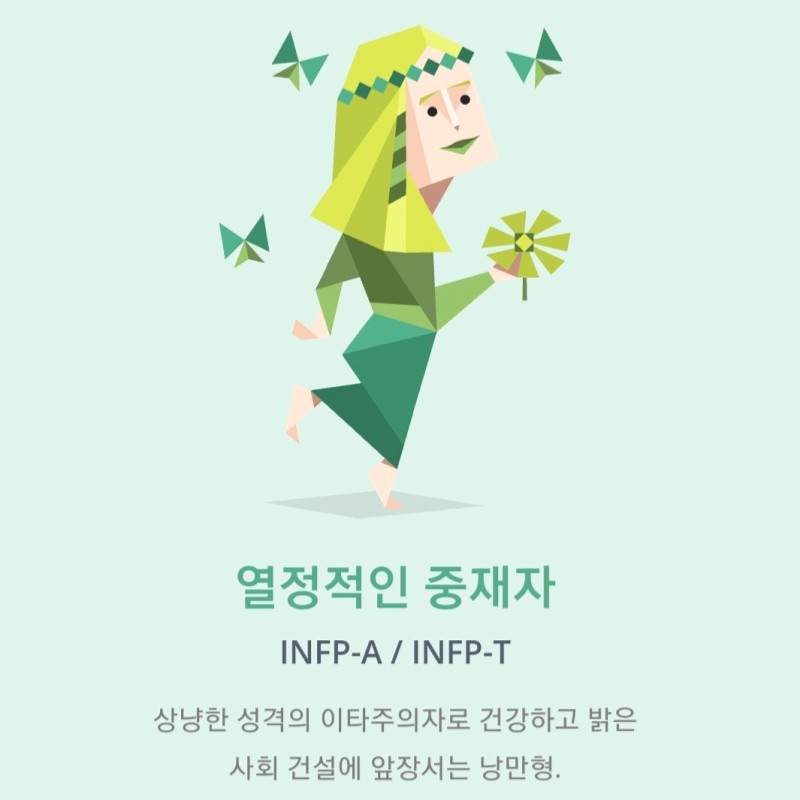 열정적인 중재자
INFP-A / INFP-T
상냥한 성격의 이타주의자로 건강하고 밝은
사회 건설에 앞장서는 낭만형.